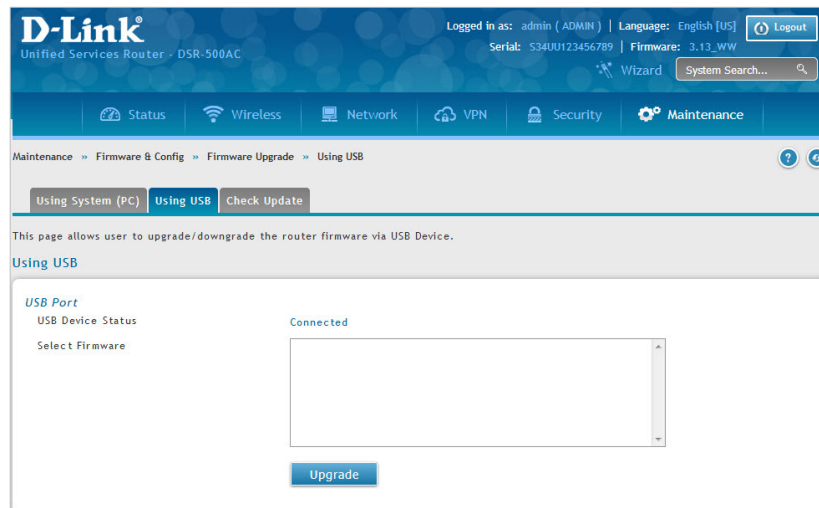 D-Link®
Unified Services Router - DSR-500AC
Logged in as: admin ( ADMIN ) | Language: English [US]
Logout
Serial: S34UU123456789 | Firmware: 3.13_WW
Wizard
System Search...
Status
Wireless
Network
VPN
Security
Maintenance
Maintenance » Firmware & Config » Firmware Upgrade » Using USB
?
Using System (PC)
Using USB
Check Update
This page allows user to upgrade/downgrade the router firmware via USB Device.
Using USB
USB Port
USB Device Status
Connected
Select Firmware
Upgrade